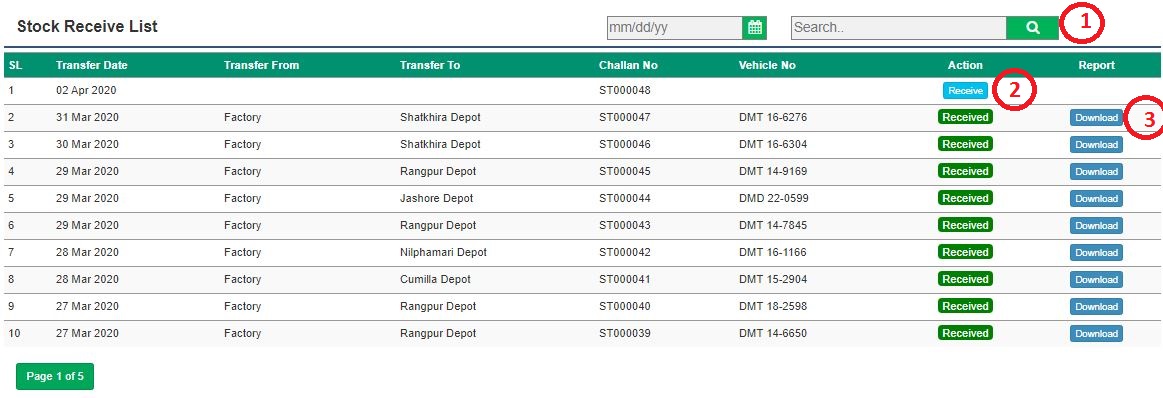 Stock Receive List mm/dd/yy Search.. 1
SL Transfer Date Transfer From Transfer To Challan No Vehicle No Action Report
1 02 Apr 2020 ST000048 Receive 2
2 31 Mar 2020 Factory Shatkhira Depot ST000047 DMT 16-6276 Received Download 3
3 30 Mar 2020 Factory Shatkhira Depot ST000046 DMT 16-6304 Received Download
4 29 Mar 2020 Factory Rangpur Depot ST000045 DMT 14-9169 Received Download
5 29 Mar 2020 Factory Jashore Depot ST000044 DMD 22-0599 Received Download
6 29 Mar 2020 Factory Rangpur Depot ST000043 DMT 14-7845 Received Download
7 28 Mar 2020 Factory Nilphamari Depot ST000042 DMT 16-1166 Received Download
8 28 Mar 2020 Factory Cumilla Depot ST000041 DMT 15-2904 Received Download
9 27 Mar 2020 Factory Rangpur Depot ST000040 DMT 18-2598 Received Download
10 27 Mar 2020 Factory Rangpur Depot ST000039 DMT 14-6650 Received Download
Page 1 of 5